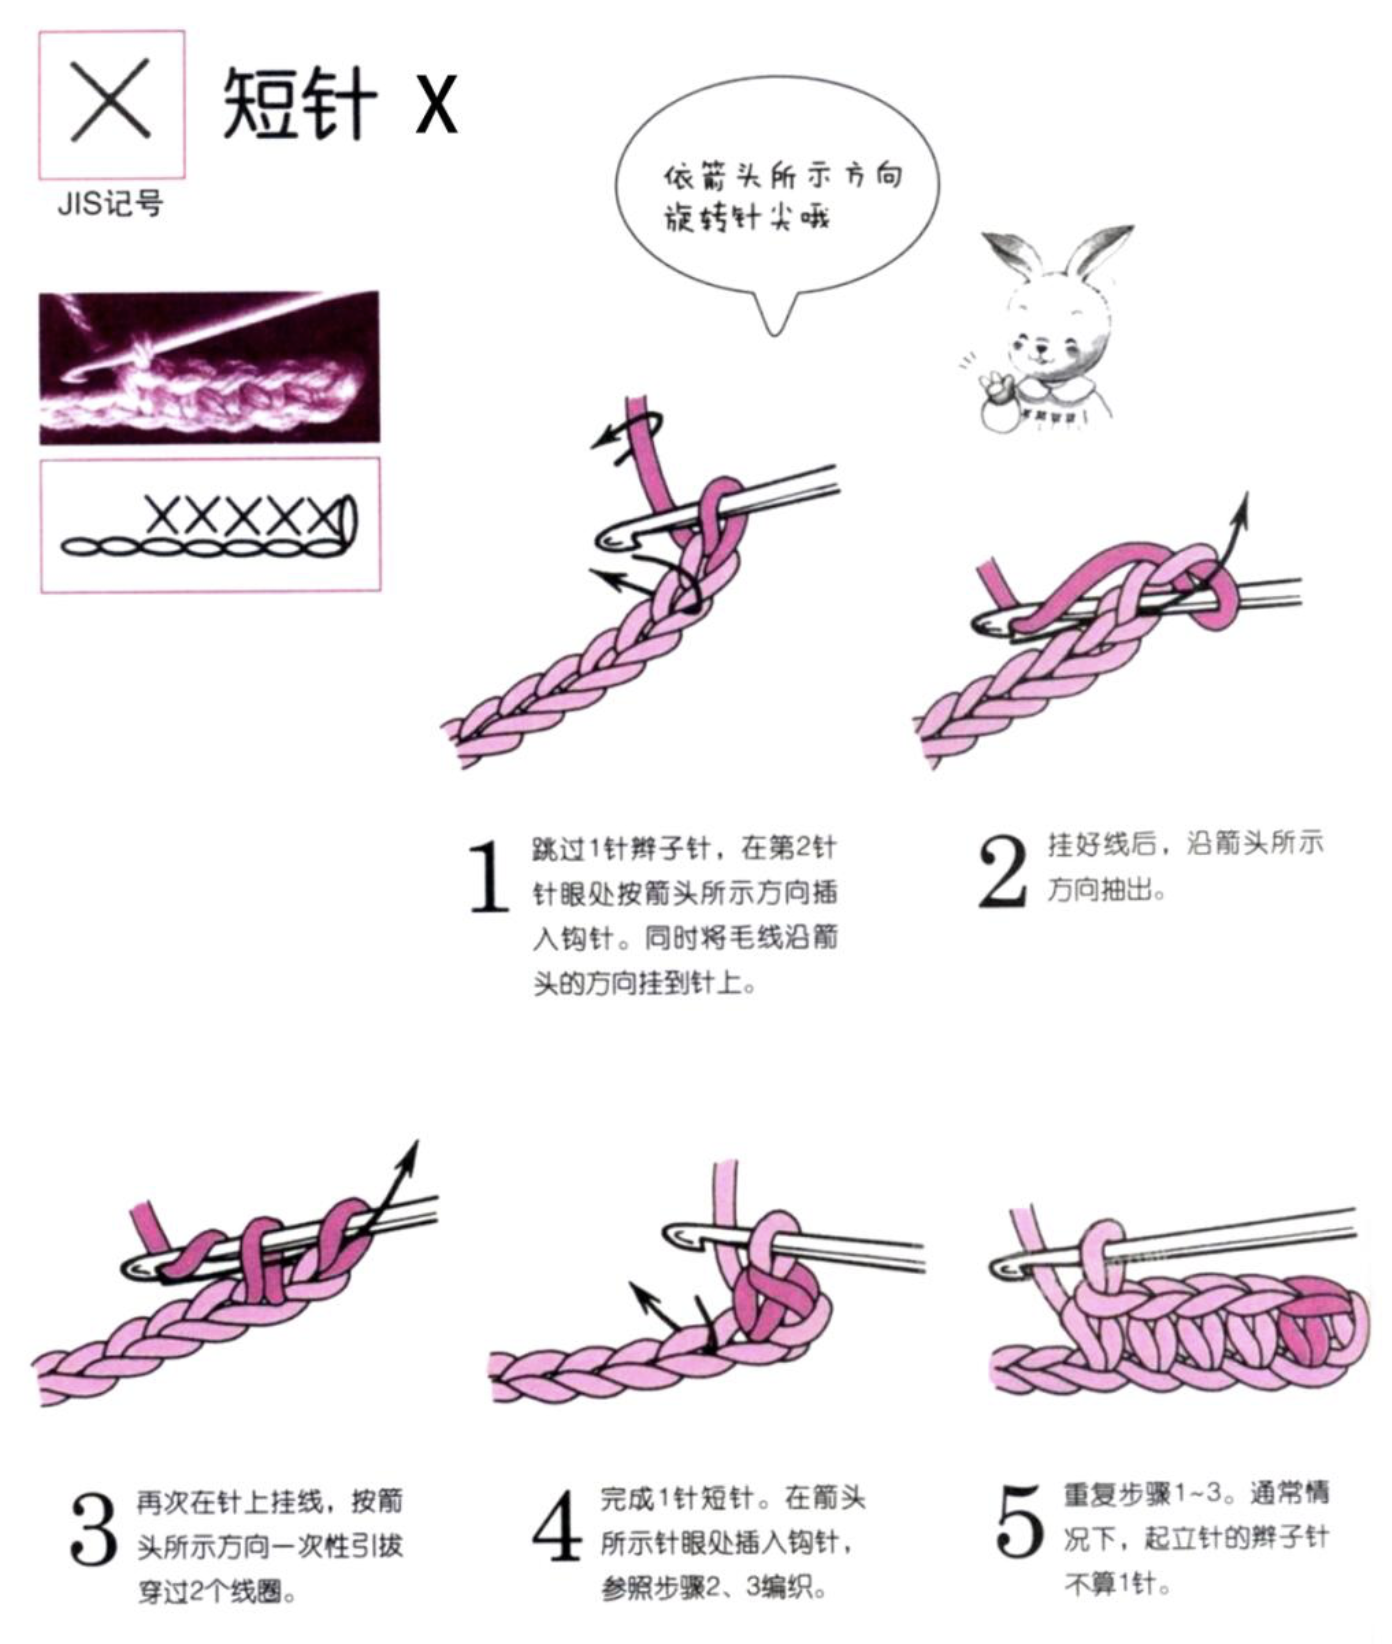 短针 X
JIS记号
依箭头所示方向
旋转针尖哦
1
跳过1针辫子针，在第2针
针眼处按箭头所示方向插
入钩针。同时将毛线沿箭
头的方向挂到针上。
2
挂好线后，沿箭头所示
方向抽出。
3
再次在针上挂线，按箭
头所示方向一次性引拔
穿过2个线圈。
4
完成1针短针。在箭头
所示针眼处插入钩针，
参照步骤2、3编织。
5
重复步骤1~3。通常情
况下，起立针的辫子针
不算1针。